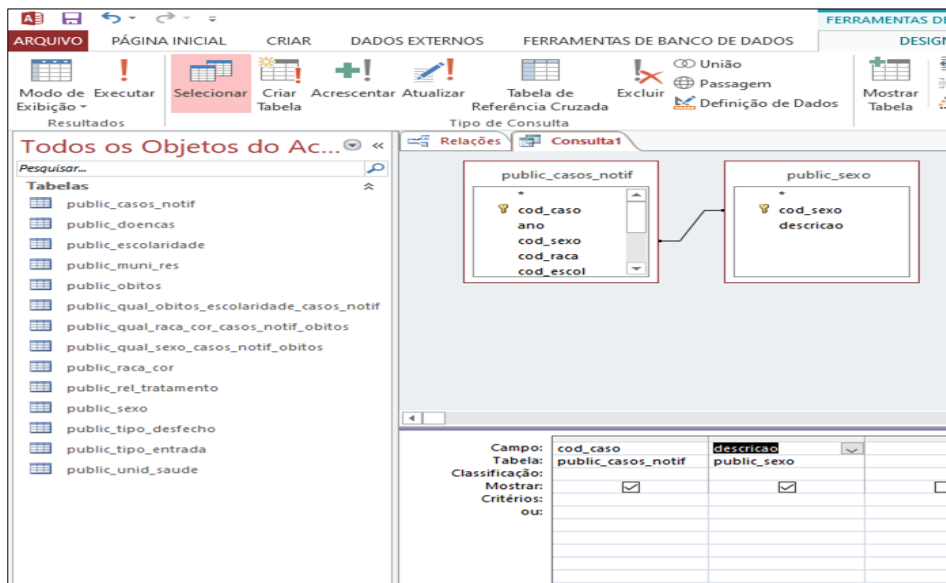 FERRAMENTAS DE
ARQUIVO PÁGINA INICIAL CRIAR DADOS EXTERNOS FERRAMENTAS DE BANCO DE DADOS DESIGN
Modo de Exibição
Executar
Selecionar
Criar Tabela
Acrescentar
Atualizar
Tabela de Referência Cruzada
Excluir
União
Passagem
Definição de Dados
Mostrar Tabela
Resultados
Tipo de Consulta
Todos os Objetos do Ac...
Pesquisar...
Tabelas
public_casos_notif
public_doencas
public_escolaridade
public_muni_res
public_obitos
public_qual_obitos_escolaridade_casos_notif
public_qual_raca_cor_casos_notif_obitos
public_qual_sexo_casos_notif_obitos
public_raca_cor
public_rel_tratamento
public_sexo
public_tipo_desfecho
public_tipo_entrada
public_unid_saude
Relações Consulta1
public_casos_notif
*
cod_caso
ano
cod_sexo
cod_raca
cod_escol
public_sexo
*
cod_sexo
descricao
Campo: cod_caso descricao
Tabela: public_casos_notif public_sexo
Classificação:
Mostrar:
Critérios:
ou: